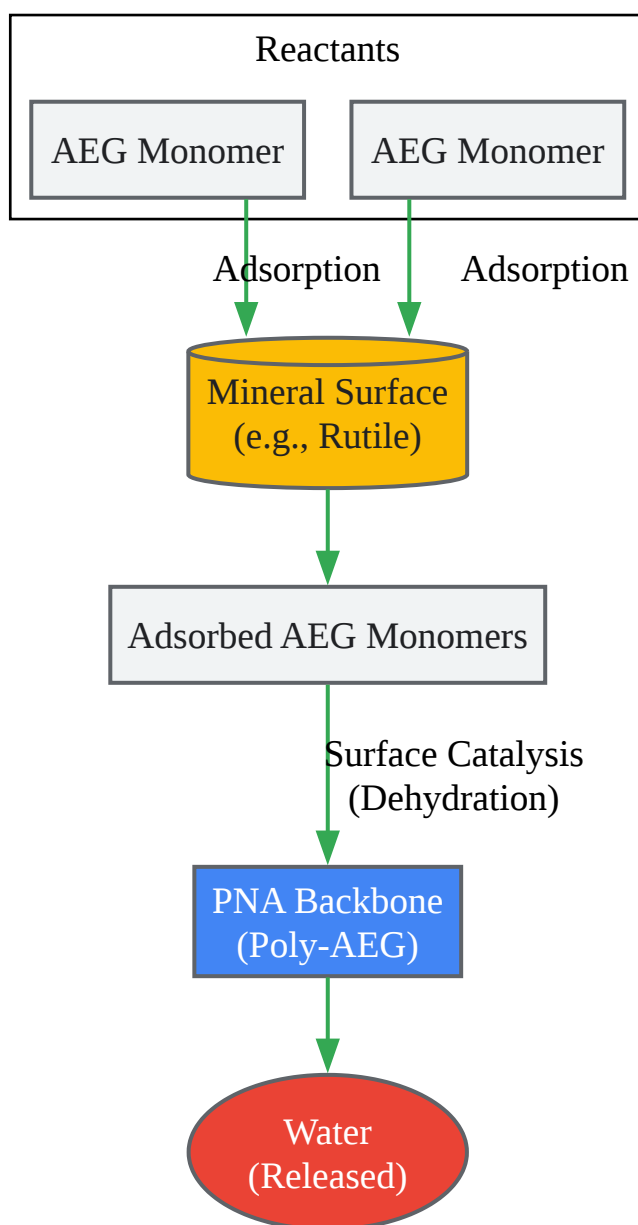 Reactants
AEG Monomer
AEG Monomer
Adsorption
Adsorption
Mineral Surface
(e.g., Rutile)
Adsorbed AEG Monomers
Surface Catalysis
(Dehydration)
PNA Backbone
(Poly-AEG)
Water
(Released)